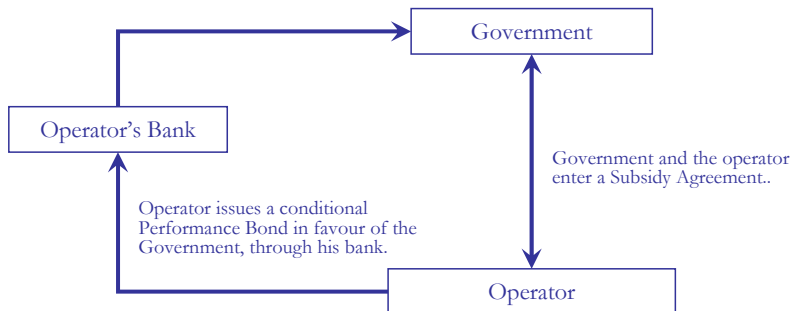 Government
Operator's Bank
Government and the operator
enter a Subsidy Agreement..
Operator issues a conditional
Performance Bond in favour of the
Government, through his bank.
Operator